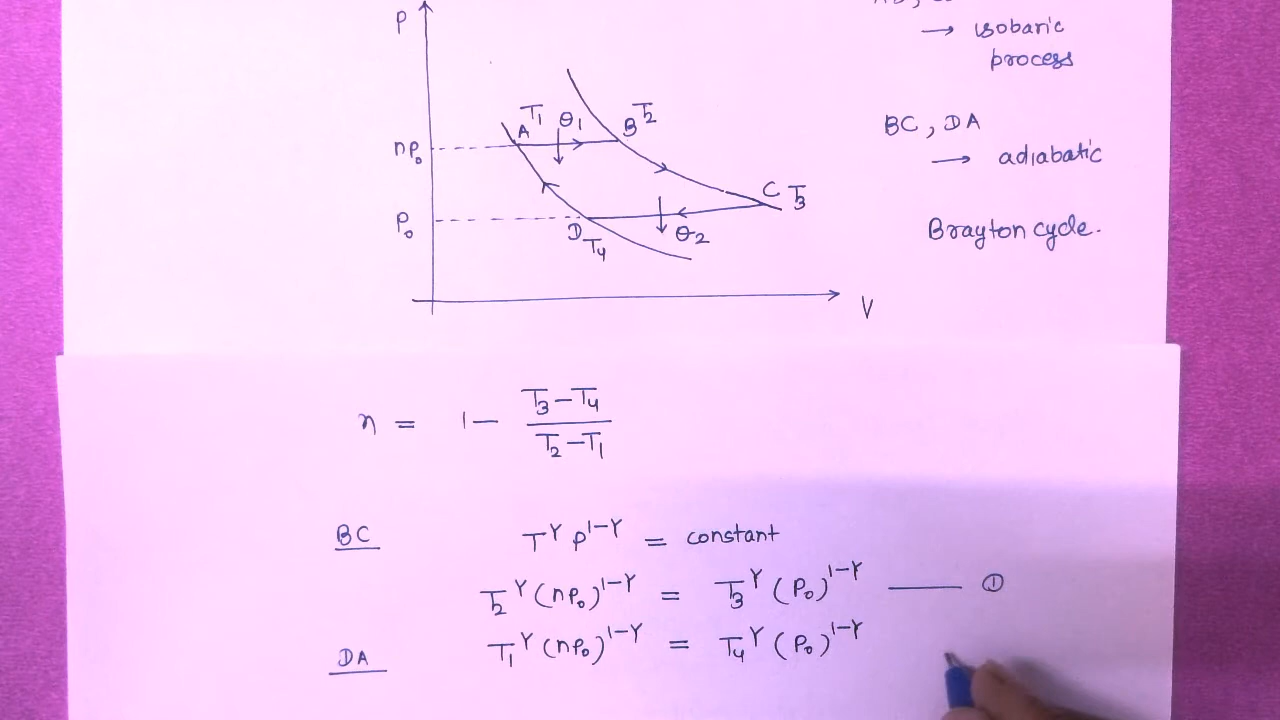 P
→ isobaric
process
T₁
θ₁
T₂
A
B
nP₀
BC, DA
→ adiabatic
C T₃
P₀
D
T₄
θ₂
Brayton cycle.
V
η = 1 − (T₃−T₄)/(T₂−T₁)
BC T^γ P^(1−γ) = constant
T₂^γ (nP₀)^(1−γ) = T₃^γ (P₀)^(1−γ) —— ①
DA T₁^γ (nP₀)^(1−γ) = T₄^γ (P₀)^(1−γ)